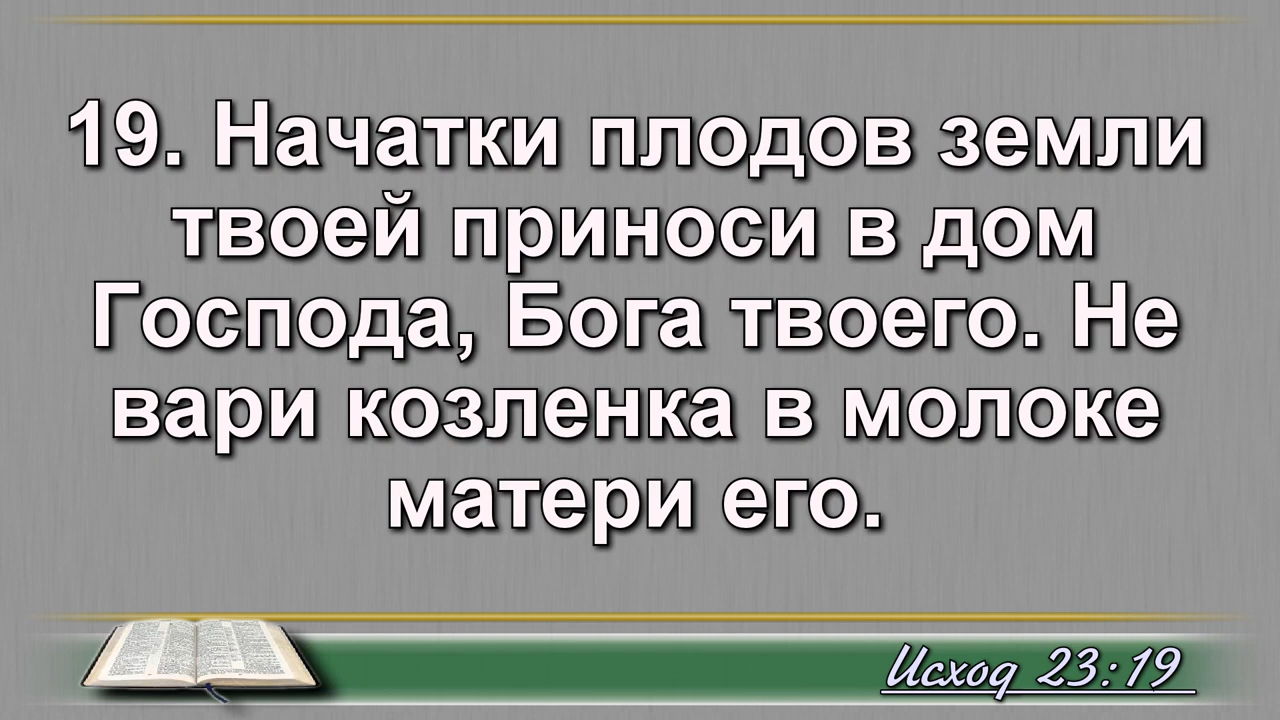 19. Начатки плодов земли
твоей приноси в дом
Господа, Бога твоего. Не
вари козленка в молоке
матери его.
Исход 23:19